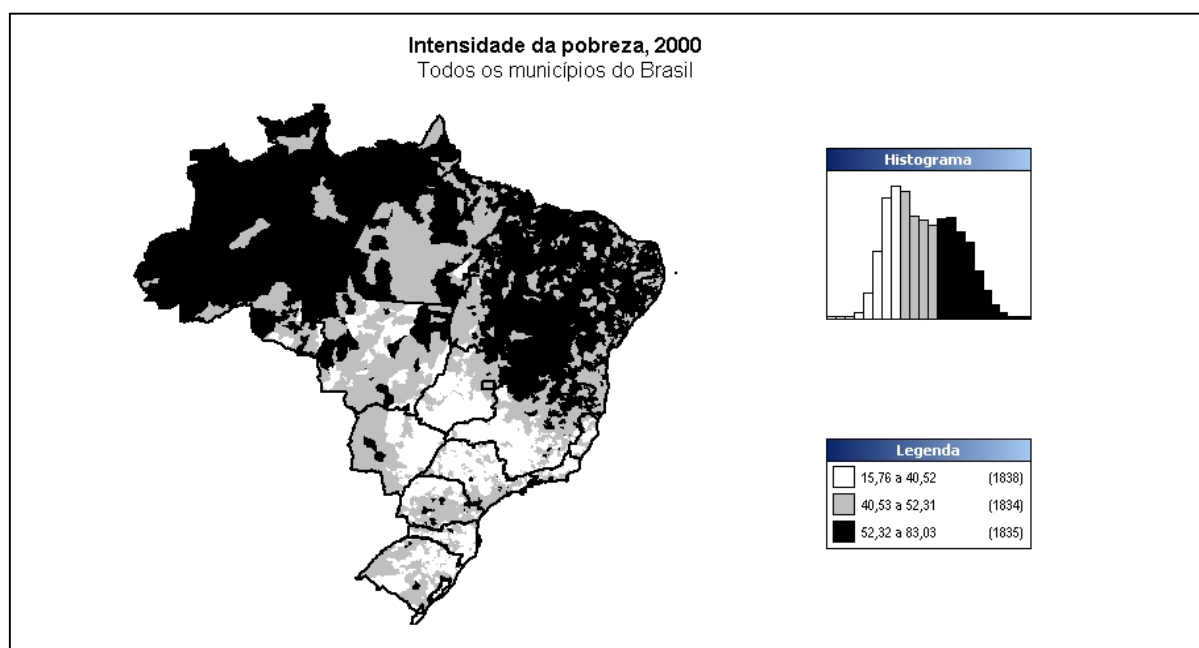 Intensidade da pobreza, 2000
Todos os municípios do Brasil
Histograma
Legenda
15,76 a 40,52 (1838)
40,53 a 52,31 (1834)
52,32 a 83,03 (1835)